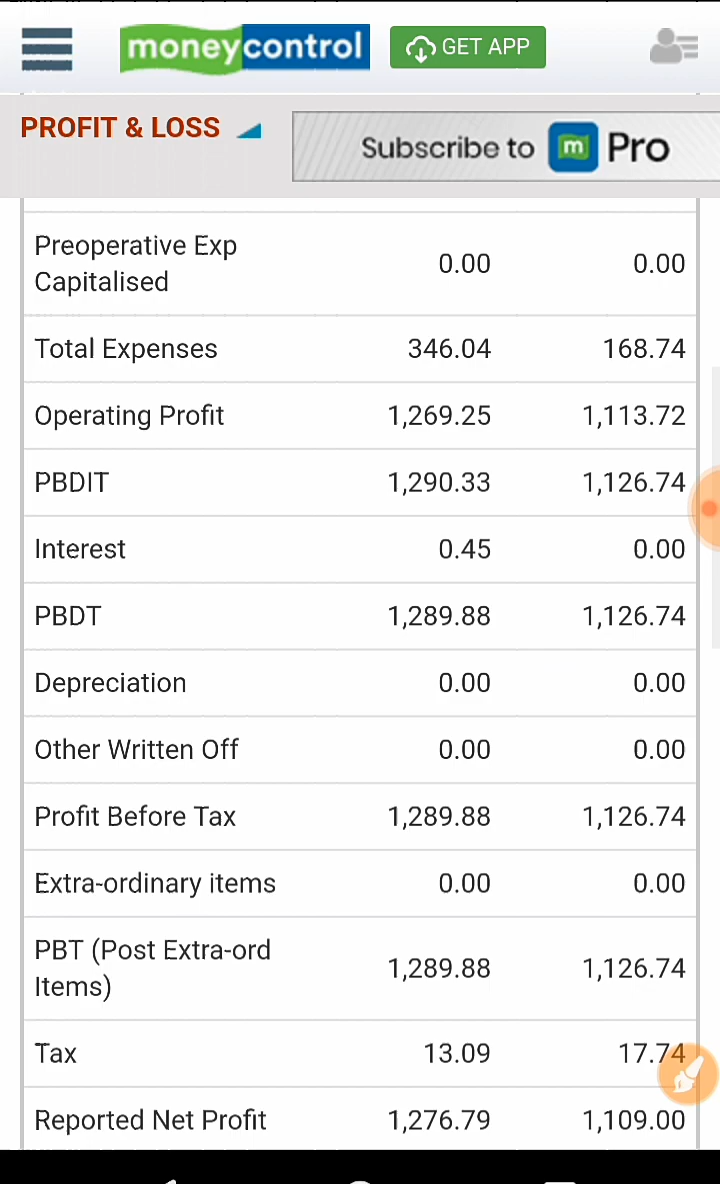 moneycontrol GET APP
PROFIT & LOSS
Subscribe to m Pro
Preoperative Exp
Capitalised 0.00 0.00
Total Expenses 346.04 168.74
Operating Profit 1,269.25 1,113.72
PBDIT 1,290.33 1,126.74
Interest 0.45 0.00
PBDT 1,289.88 1,126.74
Depreciation 0.00 0.00
Other Written Off 0.00 0.00
Profit Before Tax 1,289.88 1,126.74
Extra-ordinary items 0.00 0.00
PBT (Post Extra-ord
Items) 1,289.88 1,126.74
Tax 13.09 17.74
Reported Net Profit 1,276.79 1,109.00